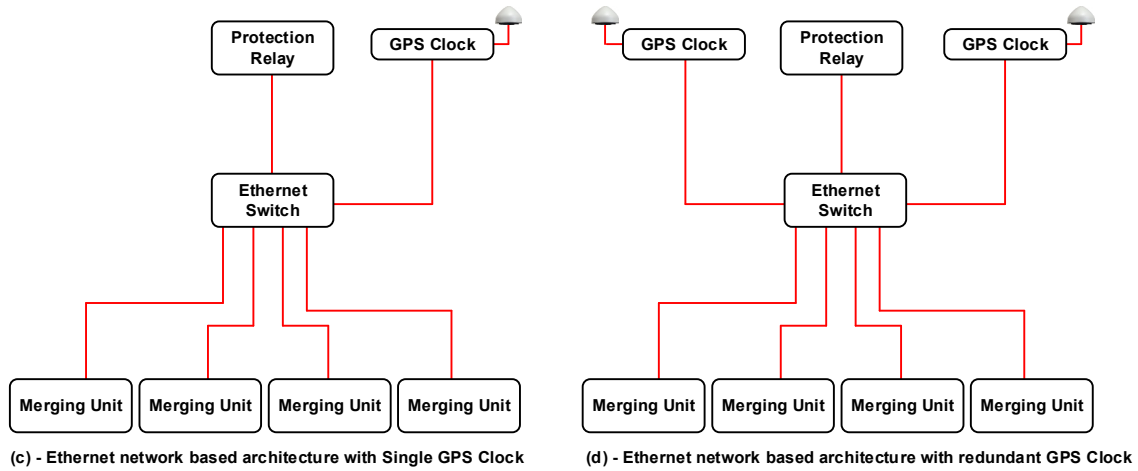 Protection
Relay
GPS Clock
Ethernet
Switch
Merging Unit
Merging Unit
Merging Unit
Merging Unit
(c) - Ethernet network based architecture with Single GPS Clock
GPS Clock
Protection
Relay
GPS Clock
Ethernet
Switch
Merging Unit
Merging Unit
Merging Unit
Merging Unit
(d) - Ethernet network based architecture with redundant GPS Clock